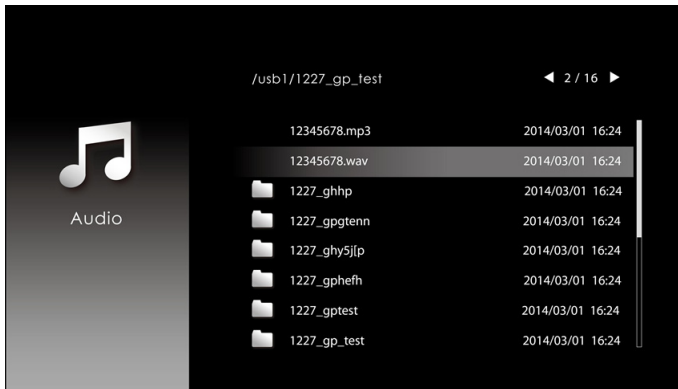 /usb1/1227_gp_test ◀ 2 / 16 ▶
12345678.mp3 2014/03/01 16:24
12345678.wav 2014/03/01 16:24
1227_ghhp 2014/03/01 16:24
Audio
1227_gpgtenn 2014/03/01 16:24
1227_ghy5j[p 2014/03/01 16:24
1227_gphefh 2014/03/01 16:24
1227_gptest 2014/03/01 16:24
1227_gp_test 2014/03/01 16:24